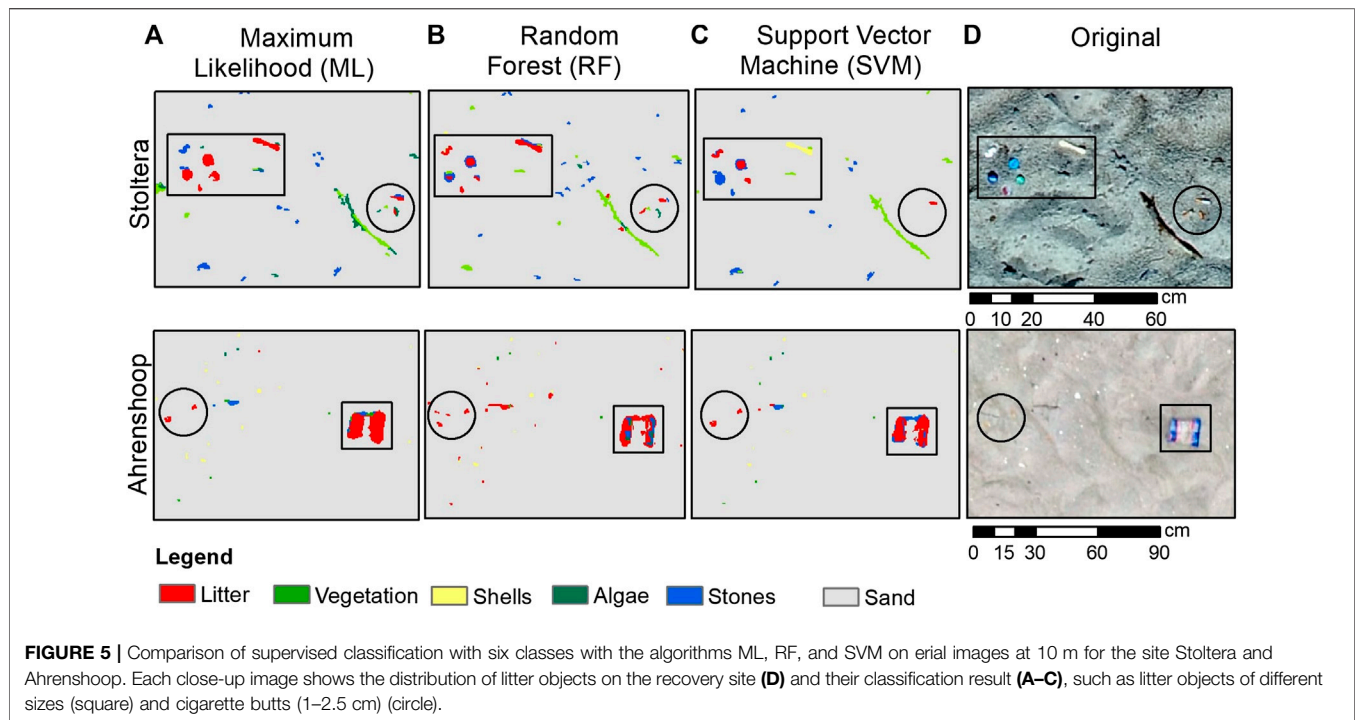 A Maximum Likelihood (ML)
B Random Forest (RF)
C Support Vector Machine (SVM)
D Original
Stoltera
cm
0 10 20 40 60
Ahrenshoop
cm
0 15 30 60 90
Legend
Litter Vegetation Shells Algae Stones Sand
FIGURE 5 | Comparison of supervised classification with six classes with the algorithms ML, RF, and SVM on erial images at 10 m for the site Stoltera and
Ahrenshoop. Each close-up image shows the distribution of litter objects on the recovery site (D) and their classification result (A–C), such as litter objects of different
sizes (square) and cigarette butts (1–2.5 cm) (circle).